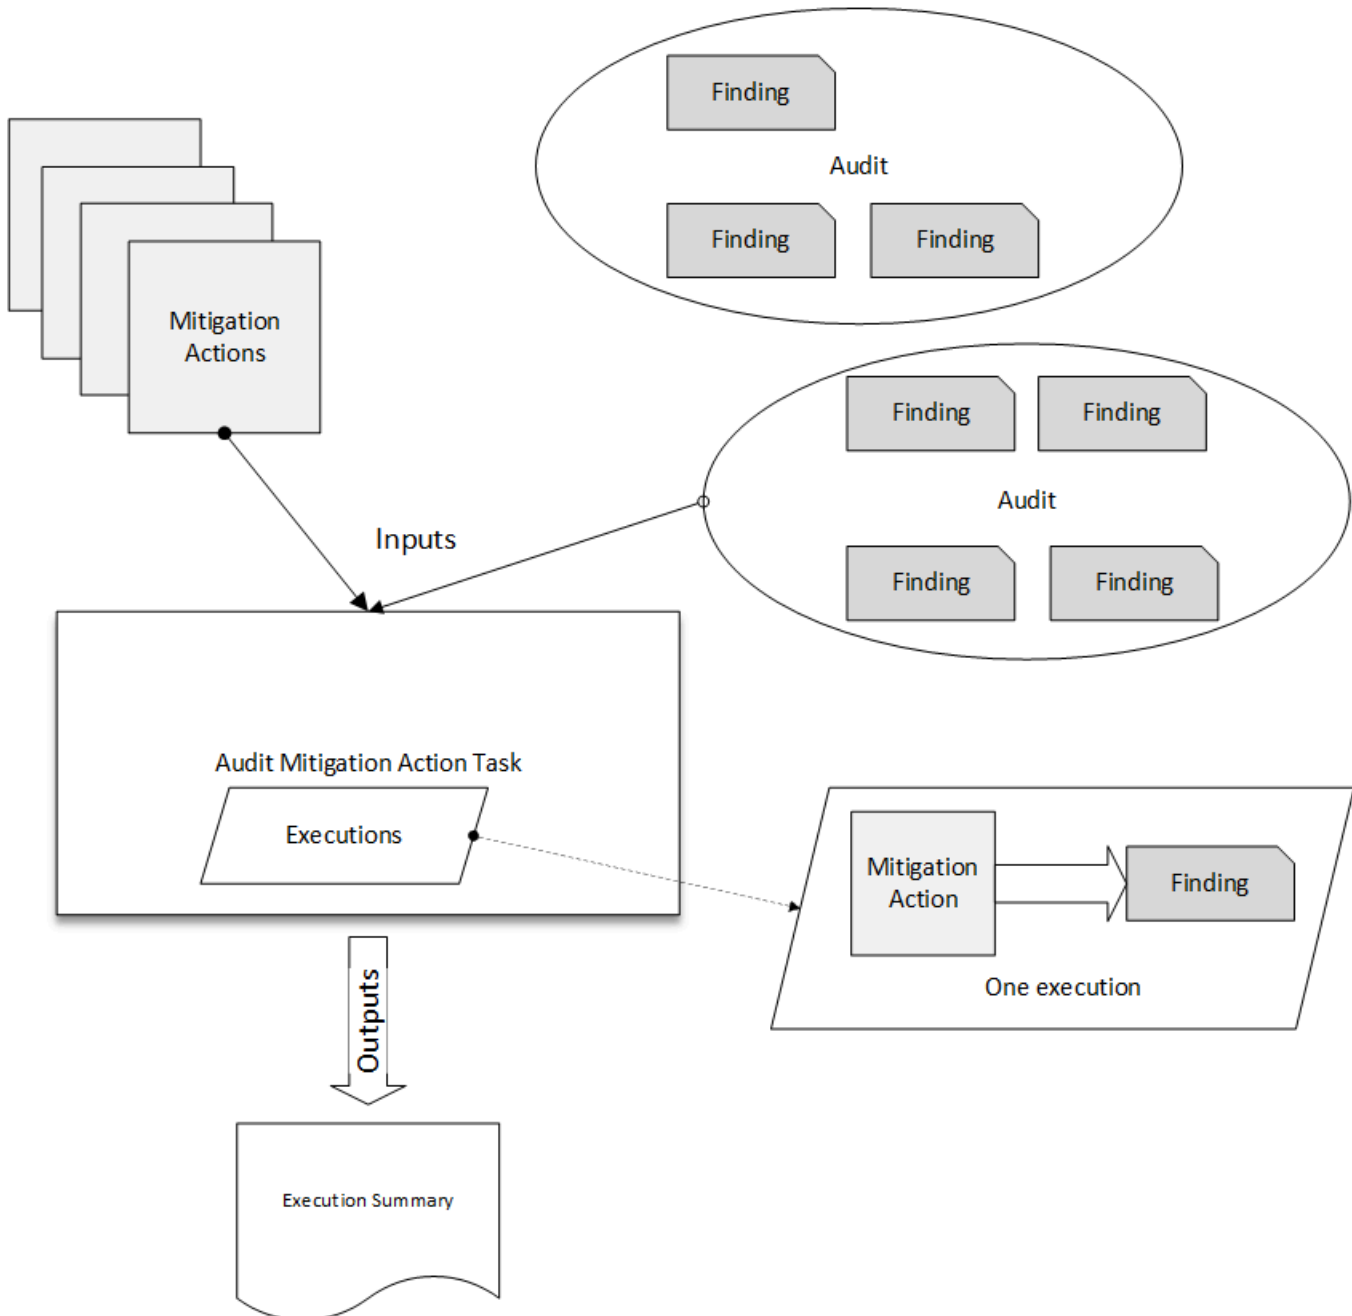 Finding
Audit
Finding
Finding
Mitigation
Actions
Finding
Finding
Audit
Finding
Finding
Inputs
Audit Mitigation Action Task
Executions
Mitigation
Action
Finding
One execution
Outputs
Execution Summary